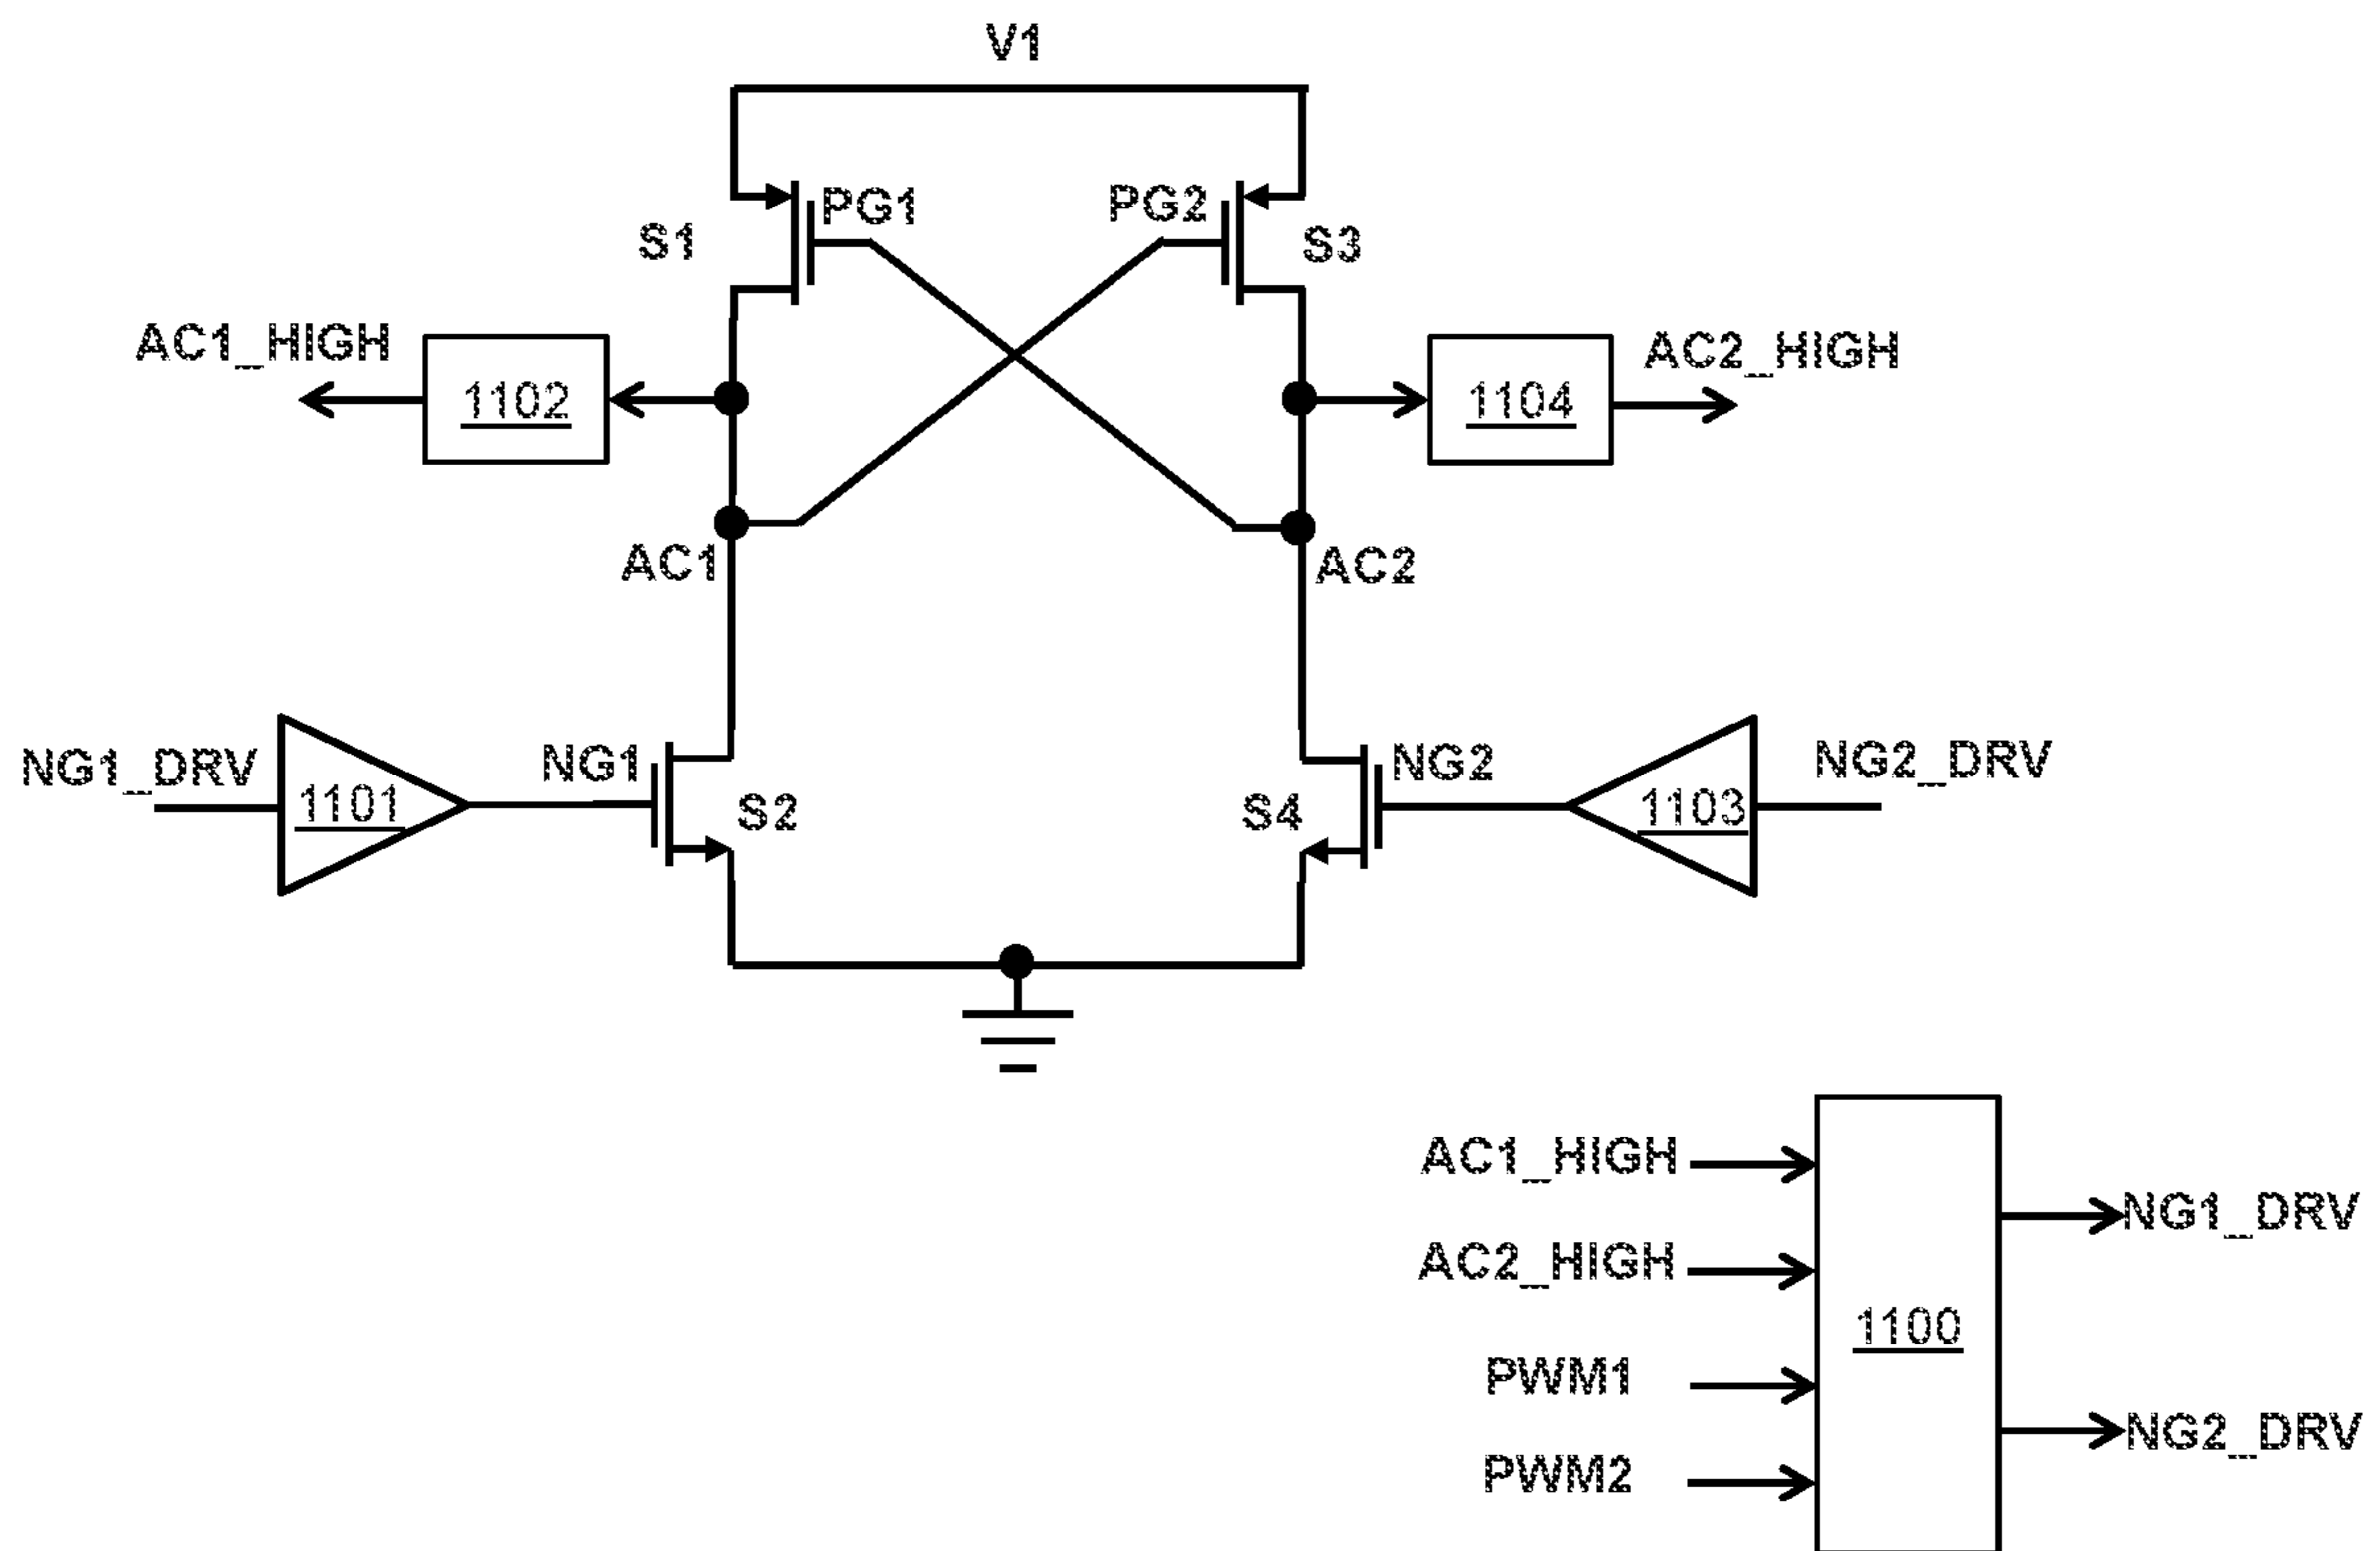 V1
PG1
PG2
S1
S3
AC1_HIGH
1102
1104
AC2_HIGH
AC1
AC2
NG1_DRV
1101
NG1
S2
S4
NG2
1103
NG2_DRV
AC1_HIGH
AC2_HIGH
PWM1
PWM2
1100
NG1_DRV
NG2_DRV